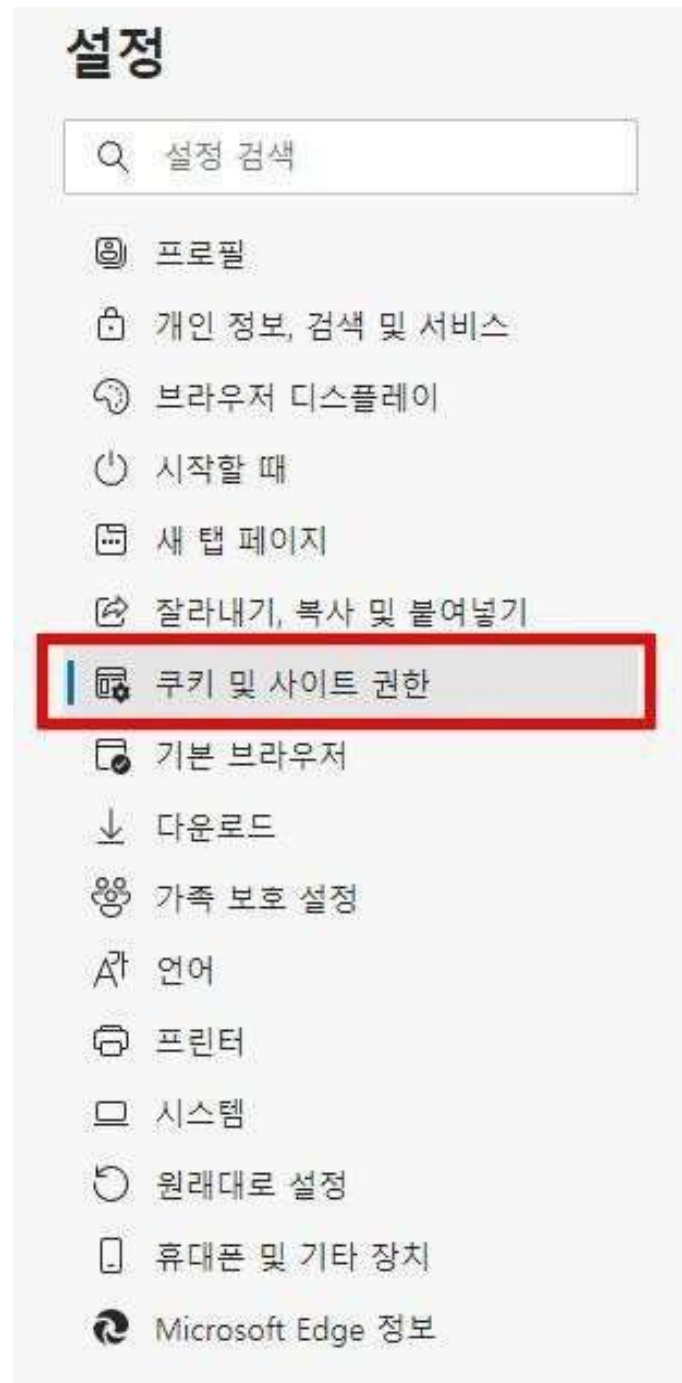 설정
설정 검색
프로필
개인 정보, 검색 및 서비스
브라우저 디스플레이
시작할 때
새 탭 페이지
잘라내기, 복사 및 붙여넣기
쿠키 및 사이트 권한
기본 브라우저
다운로드
가족 보호 설정
언어
프린터
시스템
원래대로 설정
휴대폰 및 기타 장치
Microsoft Edge 정보